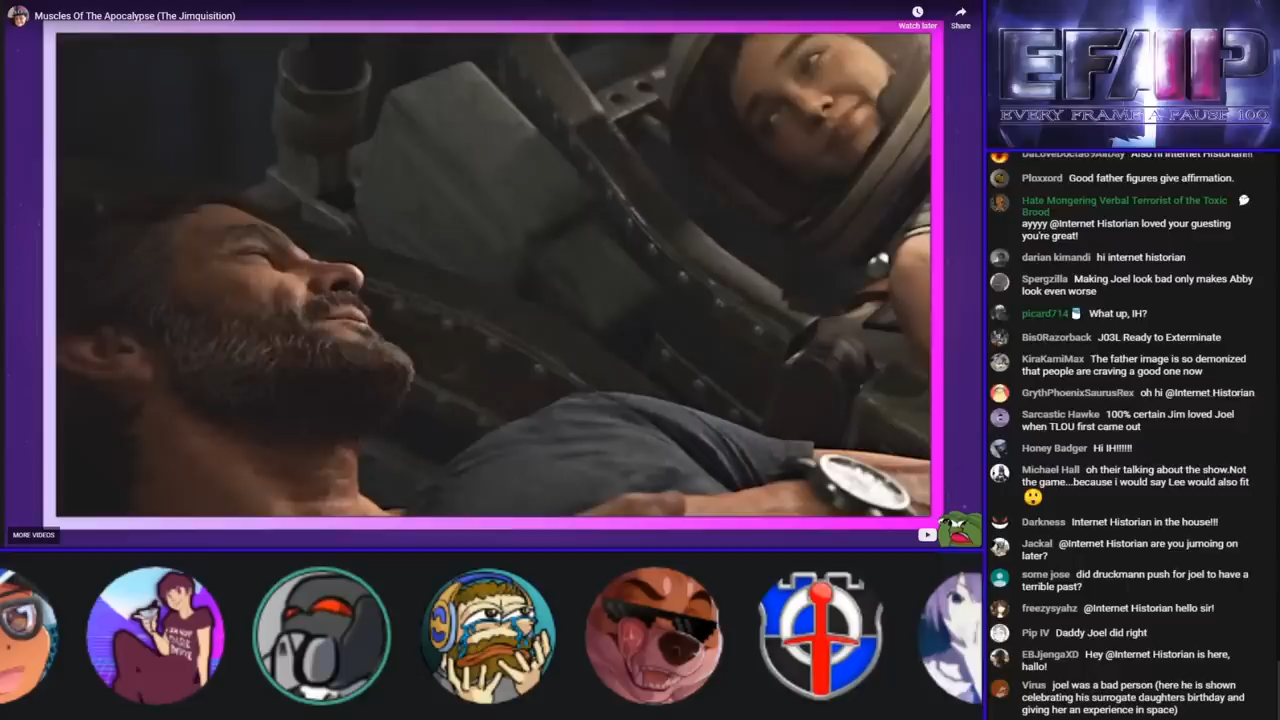 Muscles Of The Apocalypse (The Jimquisition)
Watch later
Share
MORE VIDEOS
EFAP
EVERY FRAME A PAUSE 100
Also hi Internet Historian!!!
Ploxxord Good father figures give affirmation.
Hate Mongering Verbal Terrorist of the Toxic
Brood
ayyyy @Internet Historian loved your guesting
you're great!
darian kimandi hi internet historian
Spergzilla Making Joel look bad only makes Abby
look even worse
picard714 What up, IH?
Bis0Razorback J03L Ready to Exterminate
KiraKamiMax The father image is so demonized
that people are craving a good one now
GrythPhoenixSaurusRex oh hi @Internet Historian
Sarcastic Hawke 100% certain Jim loved Joel
when TLOU first came out
Honey Badger Hi IH!!!!!!
Michael Hall oh their talking about the show.Not
the game...because i would say Lee would also fit
Darkness Internet Historian in the house!!!
Jackal @Internet Historian are you jumoing on
later?
some jose did druckmann push for joel to have a
terrible past?
freezysyahz @Internet Historian hello sir!
Pip IV Daddy Joel did right
EBJjengaXD Hey @Internet Historian is here,
hallo!
Virus joel was a bad person (here he is shown
celebrating his surrogate daughters birthday and
giving her an experience in space)